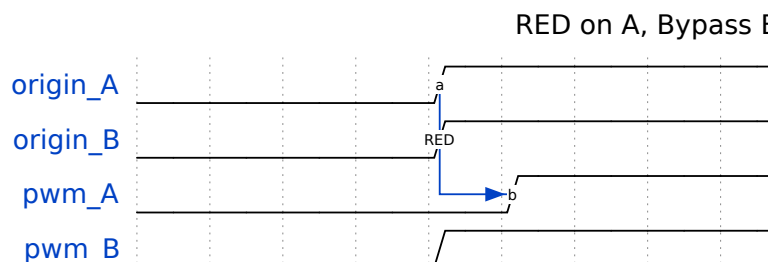 RED on A, Bypass B
origin_A
a
origin_B
RED
pwm_A
b
pwm_B